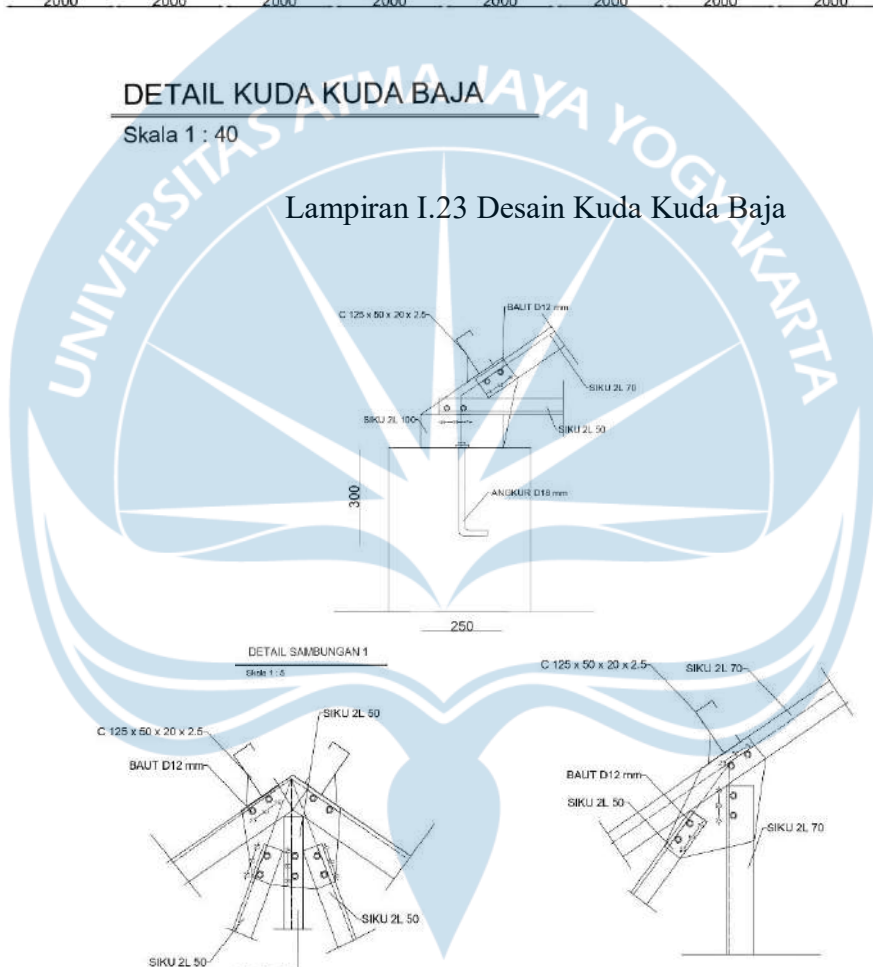 2000 2000 2000 2000 2000 2000 2000 2000
DETAIL KUDA KUDA BAJA
Skala 1 : 40
UNIVERSITAS ATMA JAYA YOGYAKARTA
Lampiran I.23 Desain Kuda Kuda Baja
C 125 x 50 x 20 x 2.5
BAUT D12 mm
SIKU 2L 70
SIKU 2L 100
SIKU 2L 50
300
ANGKUR D16 mm
250
DETAIL SAMBUNGAN 1
Skala 1 : 5
C 125 x 50 x 20 x 2.5
SIKU 2L 50
BAUT D12 mm
SIKU 2L 50
SIKU 2L 50
C 125 x 50 x 20 x 2.5
SIKU 2L 70
BAUT D12 mm
SIKU 2L 50
SIKU 2L 70